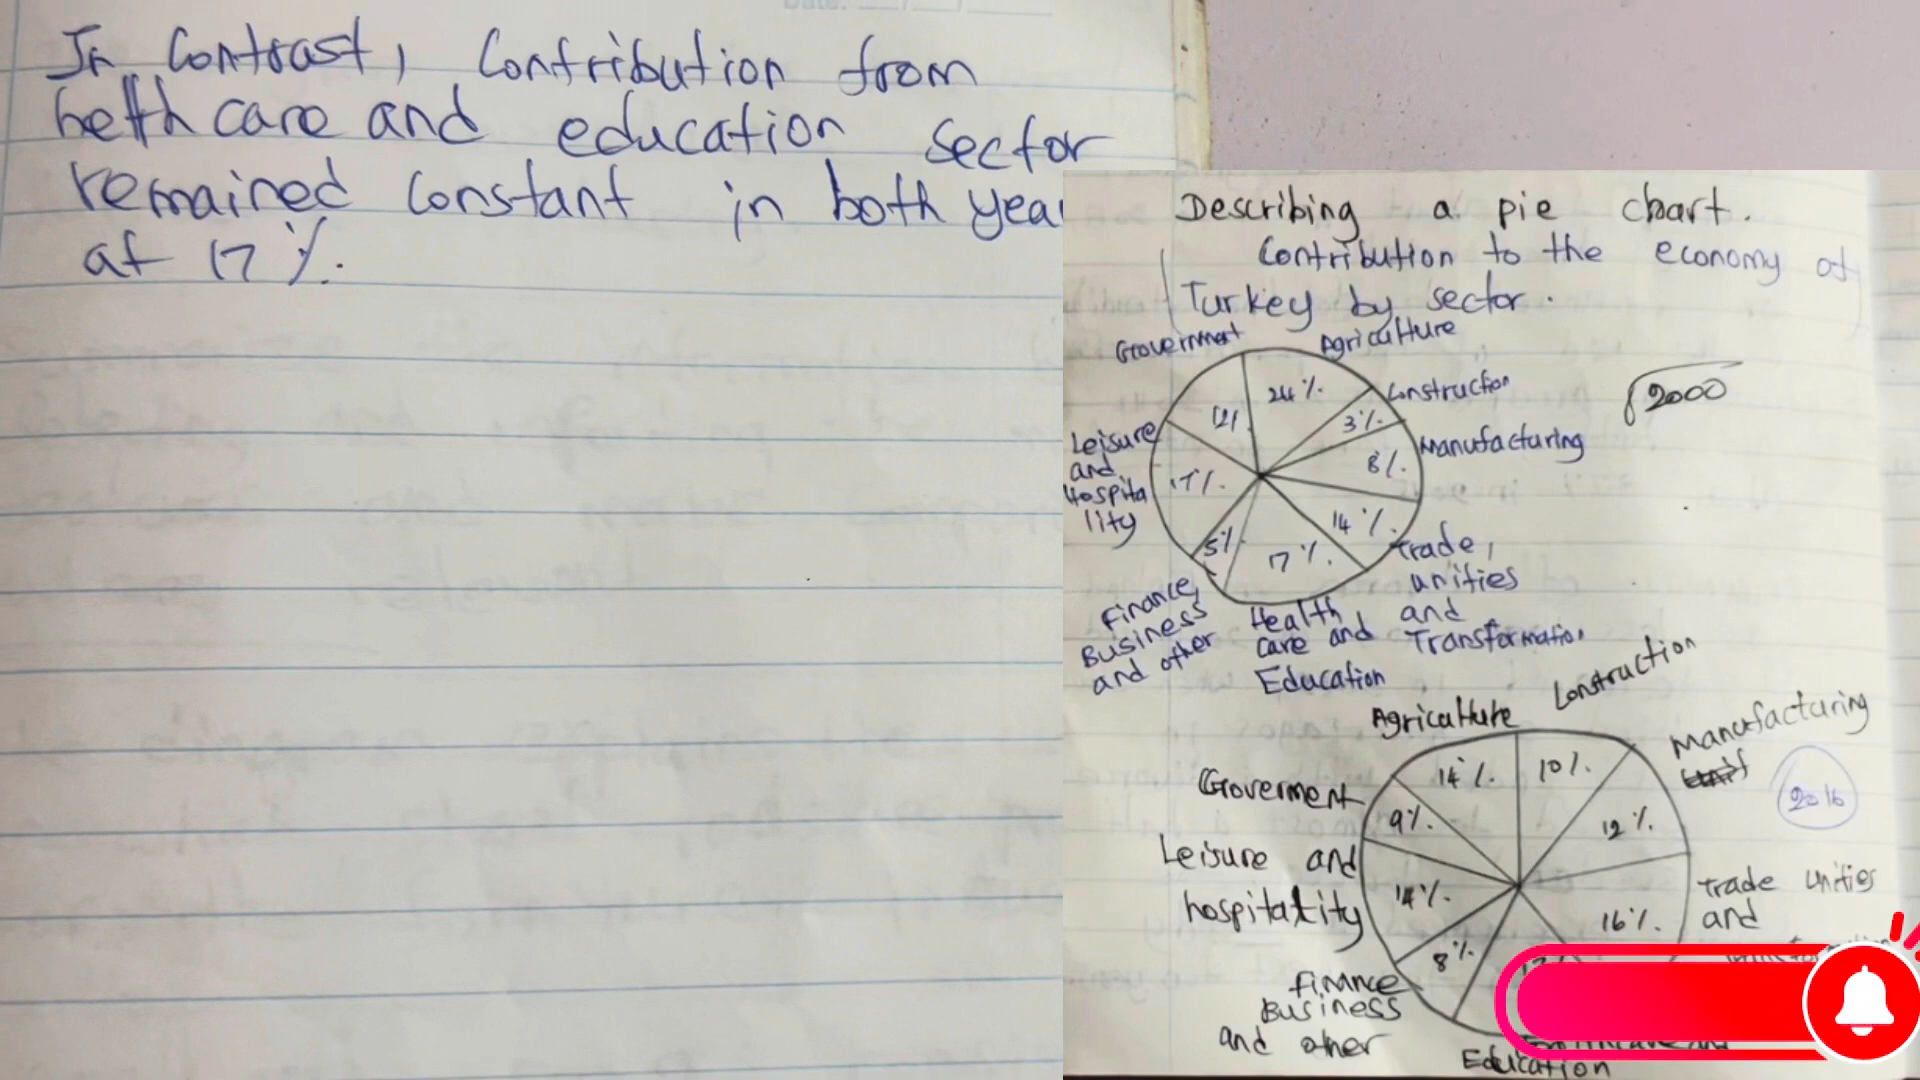 Date:
In contrast, contribution from
helth care and education sector
remained constant in both year
at 17%.
Describing a pie chart.
Contribution to the economy of
Turkey by sector.
Government
Agriculture
24%.
Construction
2000
12%.
3%.
Manufacturing
Leisure
and
Hospita
lity
8%.
17%.
14%.
5%.
17%.
Trade,
unities
and
Transformation
Finance,
Business
and other
Health
care and
Education
Construction
Agriculture
Manufacturing
14%.
10%.
Goverment
2016
9%.
12%.
Leisure and
hospitality
Trade unities
and
14%.
16%.
8%.
Finance
Business
and other
Education